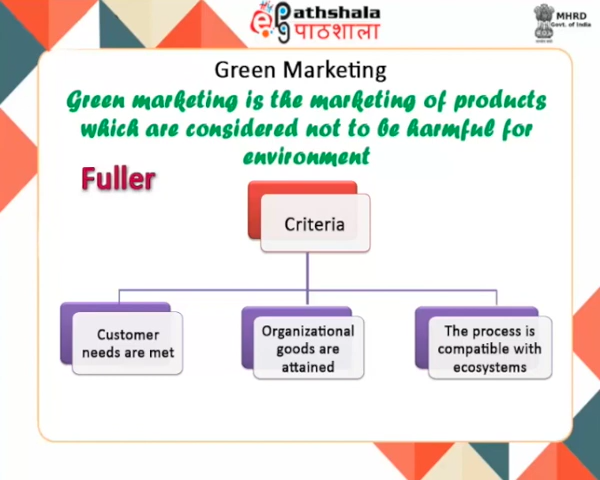 ePathshala
पाठशाला
MHRD
Govt. of India
Green Marketing
Green marketing is the marketing of products
which are considered not to be harmful for
environment
Fuller
Criteria
Customer
needs are met
Organizational
goods are
attained
The process is
compatible with
ecosystems